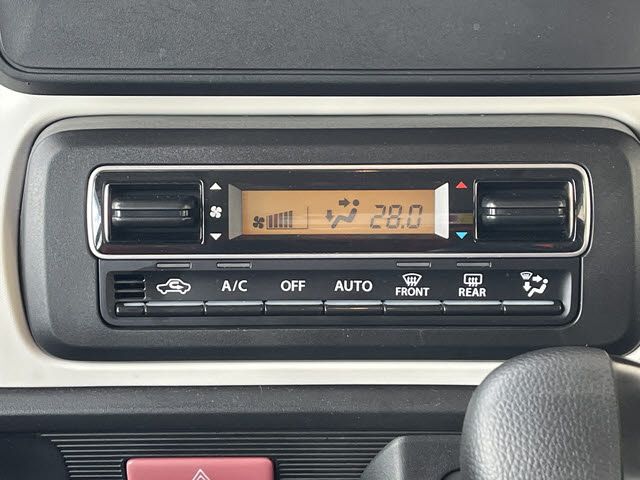 28.0
A/C OFF AUTO FRONT REAR